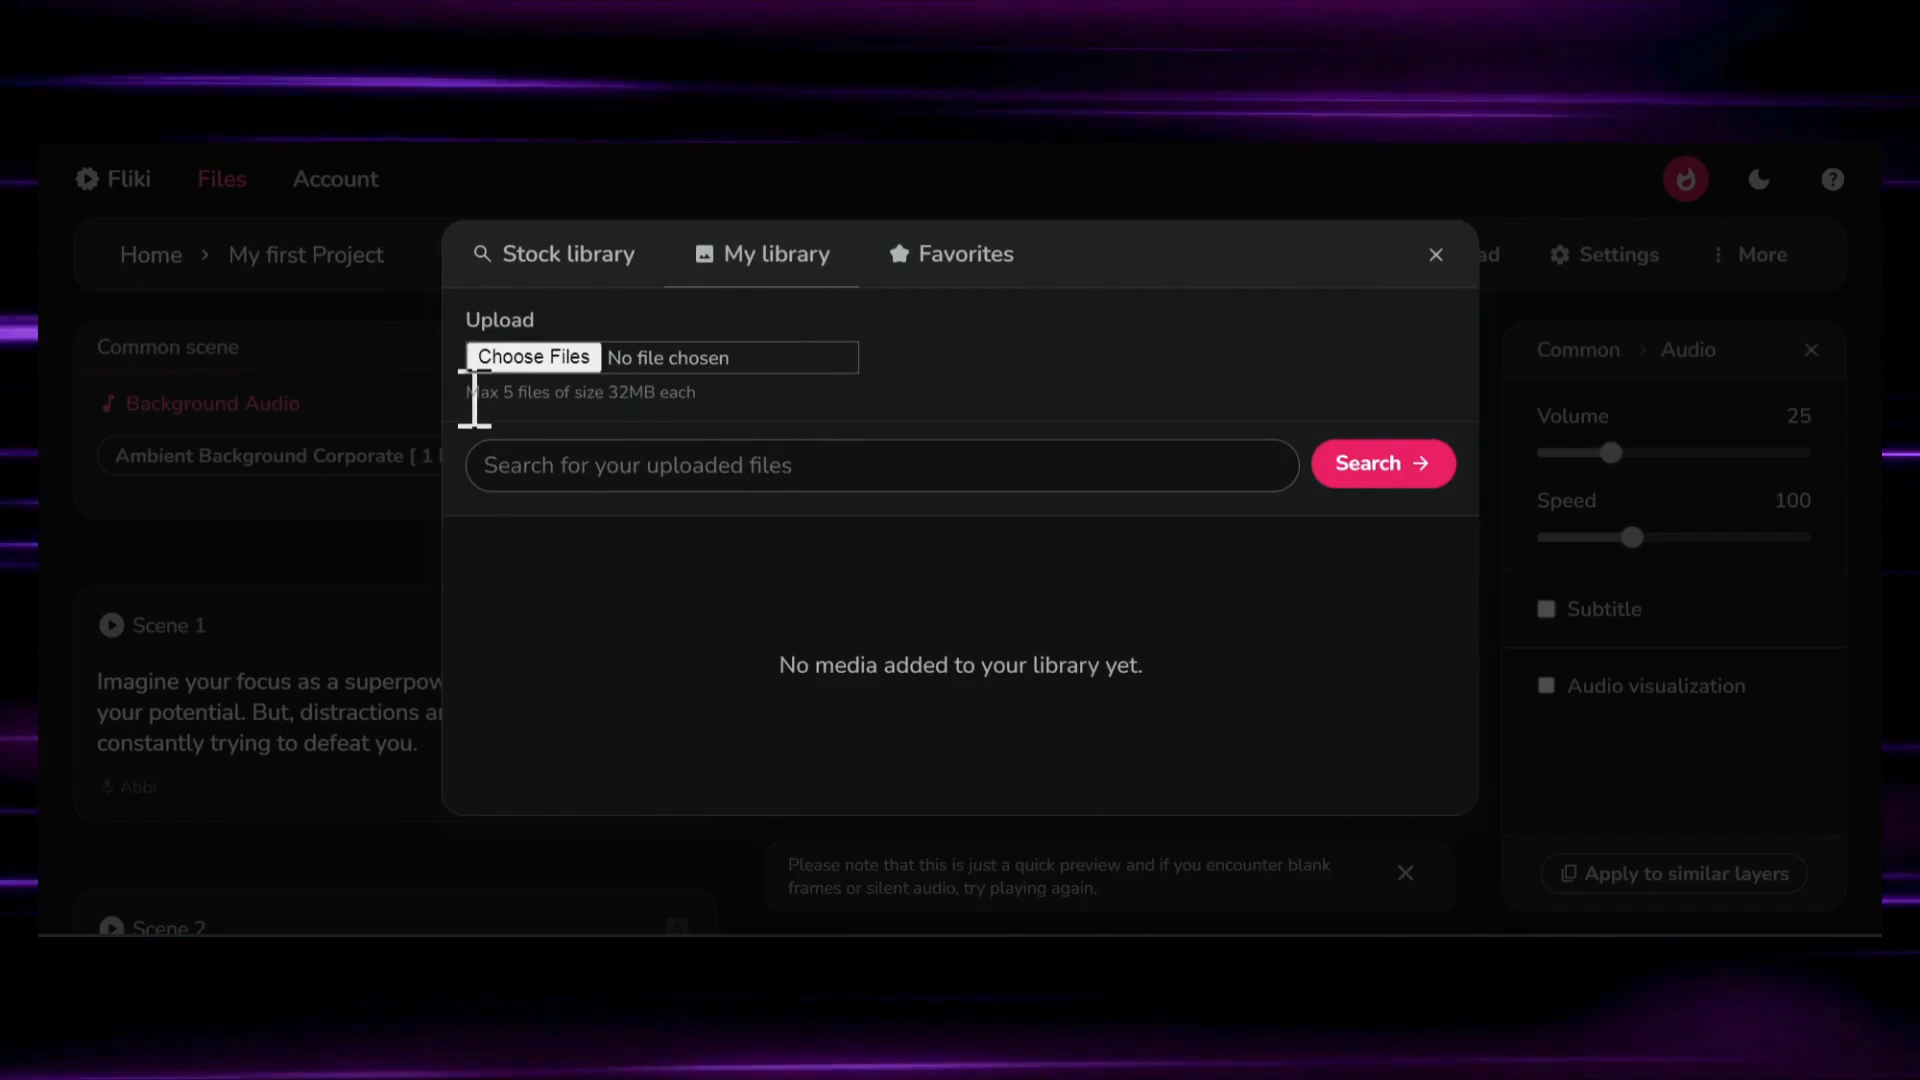 Fliki
Files
Account
Home > My first Project
Settings
More
Stock library
My library
Favorites
Upload
Choose Files No file chosen
Max 5 files of size 32MB each
Search for your uploaded files
Search
No media added to your library yet.
Common scene
Background Audio
Ambient Background Corporate [ 1
Scene 1
Imagine your focus as a superpow
your potential. But, distractions
constantly trying to defeat you.
Abbi
Scene 2
Please note that this is just a quick preview and if you encounter blank
frames or silent audio, try playing again.
Common > Audio
Volume 25
Speed 100
Subtitle
Audio visualization
Apply to similar layers